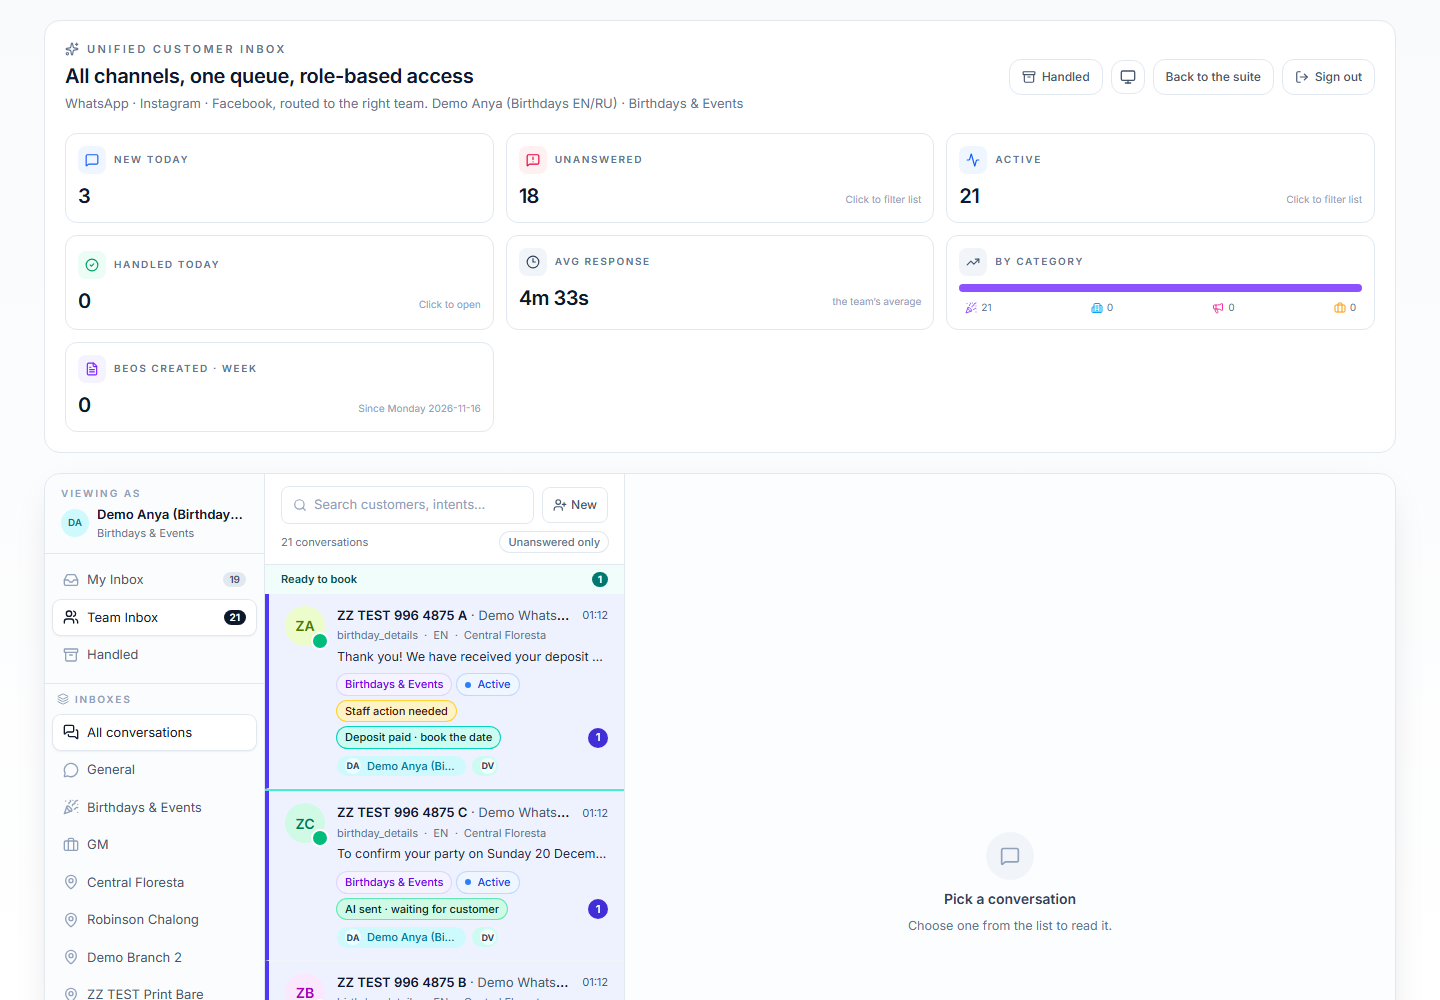 UNIFIED CUSTOMER INBOX
All channels, one queue, role-based access
WhatsApp · Instagram · Facebook, routed to the right team. Demo Anya (Birthdays EN/RU) · Birthdays & Events
Handled
Back to the suite
Sign out
NEW TODAY
3
UNANSWERED
18
Click to filter list
ACTIVE
21
Click to filter list
HANDLED TODAY
0
Click to open
AVG RESPONSE
4m 33s
the team's average
BY CATEGORY
21
0
0
0
BEOS CREATED · WEEK
0
Since Monday 2026-11-16
VIEWING AS
DA
Demo Anya (Birthday...
Birthdays & Events
My Inbox
19
Team Inbox
21
Handled
INBOXES
All conversations
General
Birthdays & Events
GM
Central Floresta
Robinson Chalong
Demo Branch 2
ZZ TEST Print Bare
Search customers, intents...
New
21 conversations
Unanswered only
Ready to book
1
ZA
ZZ TEST 996 4875 A · Demo Whats...
01:12
birthday_details · EN · Central Floresta
Thank you! We have received your deposit ...
Birthdays & Events
Active
Staff action needed
Deposit paid · book the date
1
DA
Demo Anya (Bi...
DV
ZC
ZZ TEST 996 4875 C · Demo Whats...
01:12
birthday_details · EN · Central Floresta
To confirm your party on Sunday 20 Decem...
Birthdays & Events
Active
AI sent · waiting for customer
1
DA
Demo Anya (Bi...
DV
ZB
ZZ TEST 996 4875 B · Demo Whats...
01:12
birthday_details · EN · Central Floresta
Pick a conversation
Choose one from the list to read it.